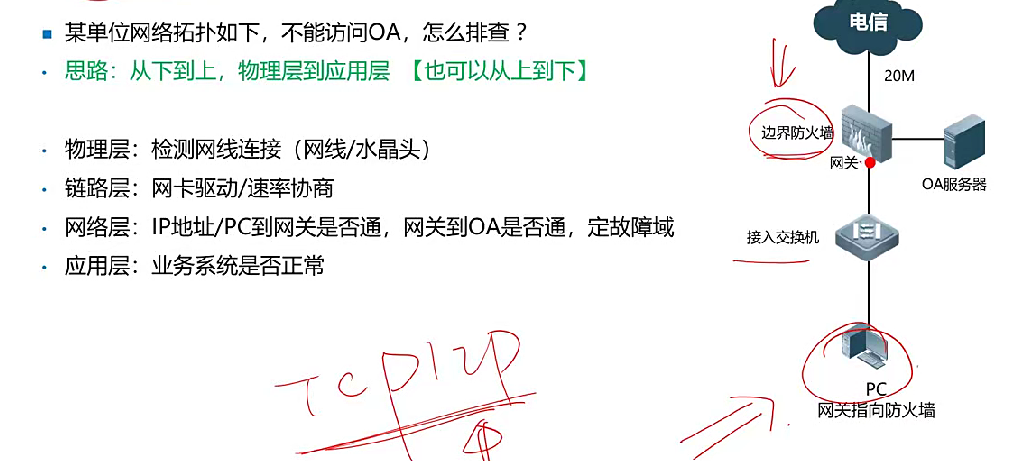 某单位网络拓扑如下，不能访问OA，怎么排查？
思路：从下到上，物理层到应用层 【也可以从上到下】
物理层：检测网线连接（网线/水晶头）
链路层：网卡驱动/速率协商
网络层：IP地址/PC到网关是否通，网关到OA是否通，定故障域
应用层：业务系统是否正常
电信
20M
边界防火墙
网关
OA服务器
接入交换机
PC
网关指向防火墙
TCP/IP